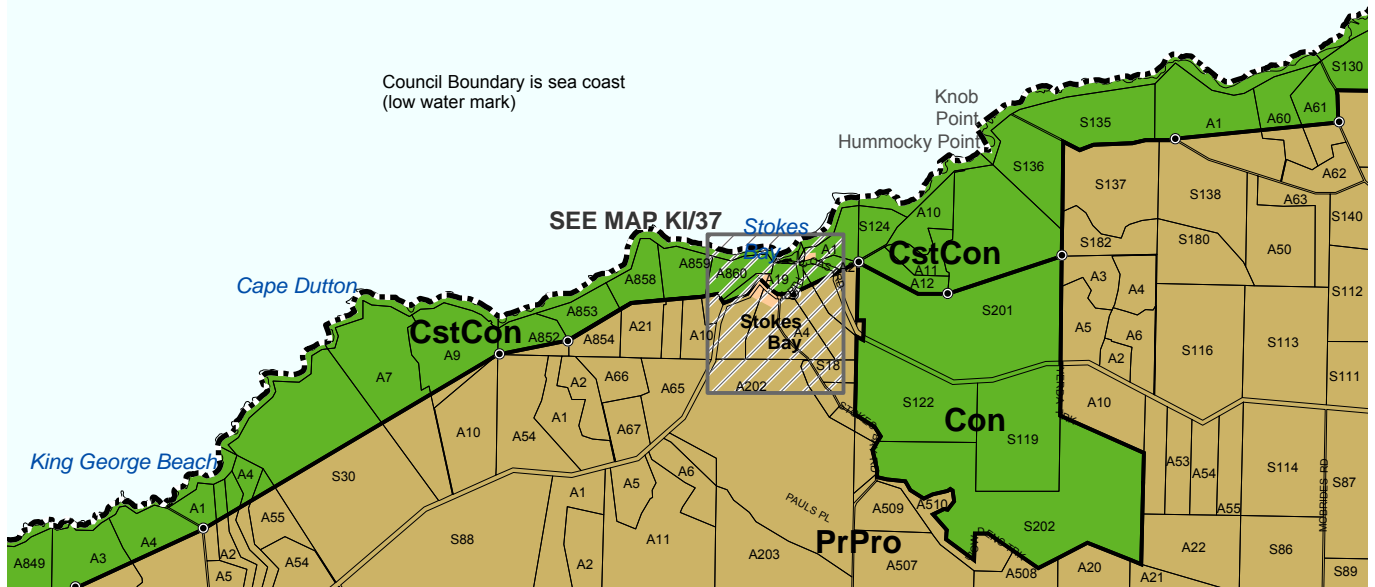 Council Boundary is sea coast
(low water mark)
Knob
Point
Hummocky Point
SEE MAP KI/37
Stokes
Bay
Cape Dutton
King George Beach
CstCon
CstCon
Con
PrPro
Stokes
Bay
S130
A61
A60
A1
S135
S136
A62
S137
S138
A63
S140
S124
A10
A1
A2
A859
A860
A19
A858
A11
A12
S182
S180
A50
A3
A4
S112
S201
A853
A852
A854
A21
A10
A4
A5
A6
A2
S116
S113
A9
A7
S18
A202
A66
A65
A2
A1
A67
S111
S122
A10
S119
A10
A54
A6
A5
A1
A53
A54
A55
S114
S87
MCBRIDES RD
S30
A4
A1
A55
A54
A2
A5
A4
A3
A849
S88
A2
A11
A203
PAULS PL
A509
A510
A507
A508
S202
A20
A21
A22
S86
S89